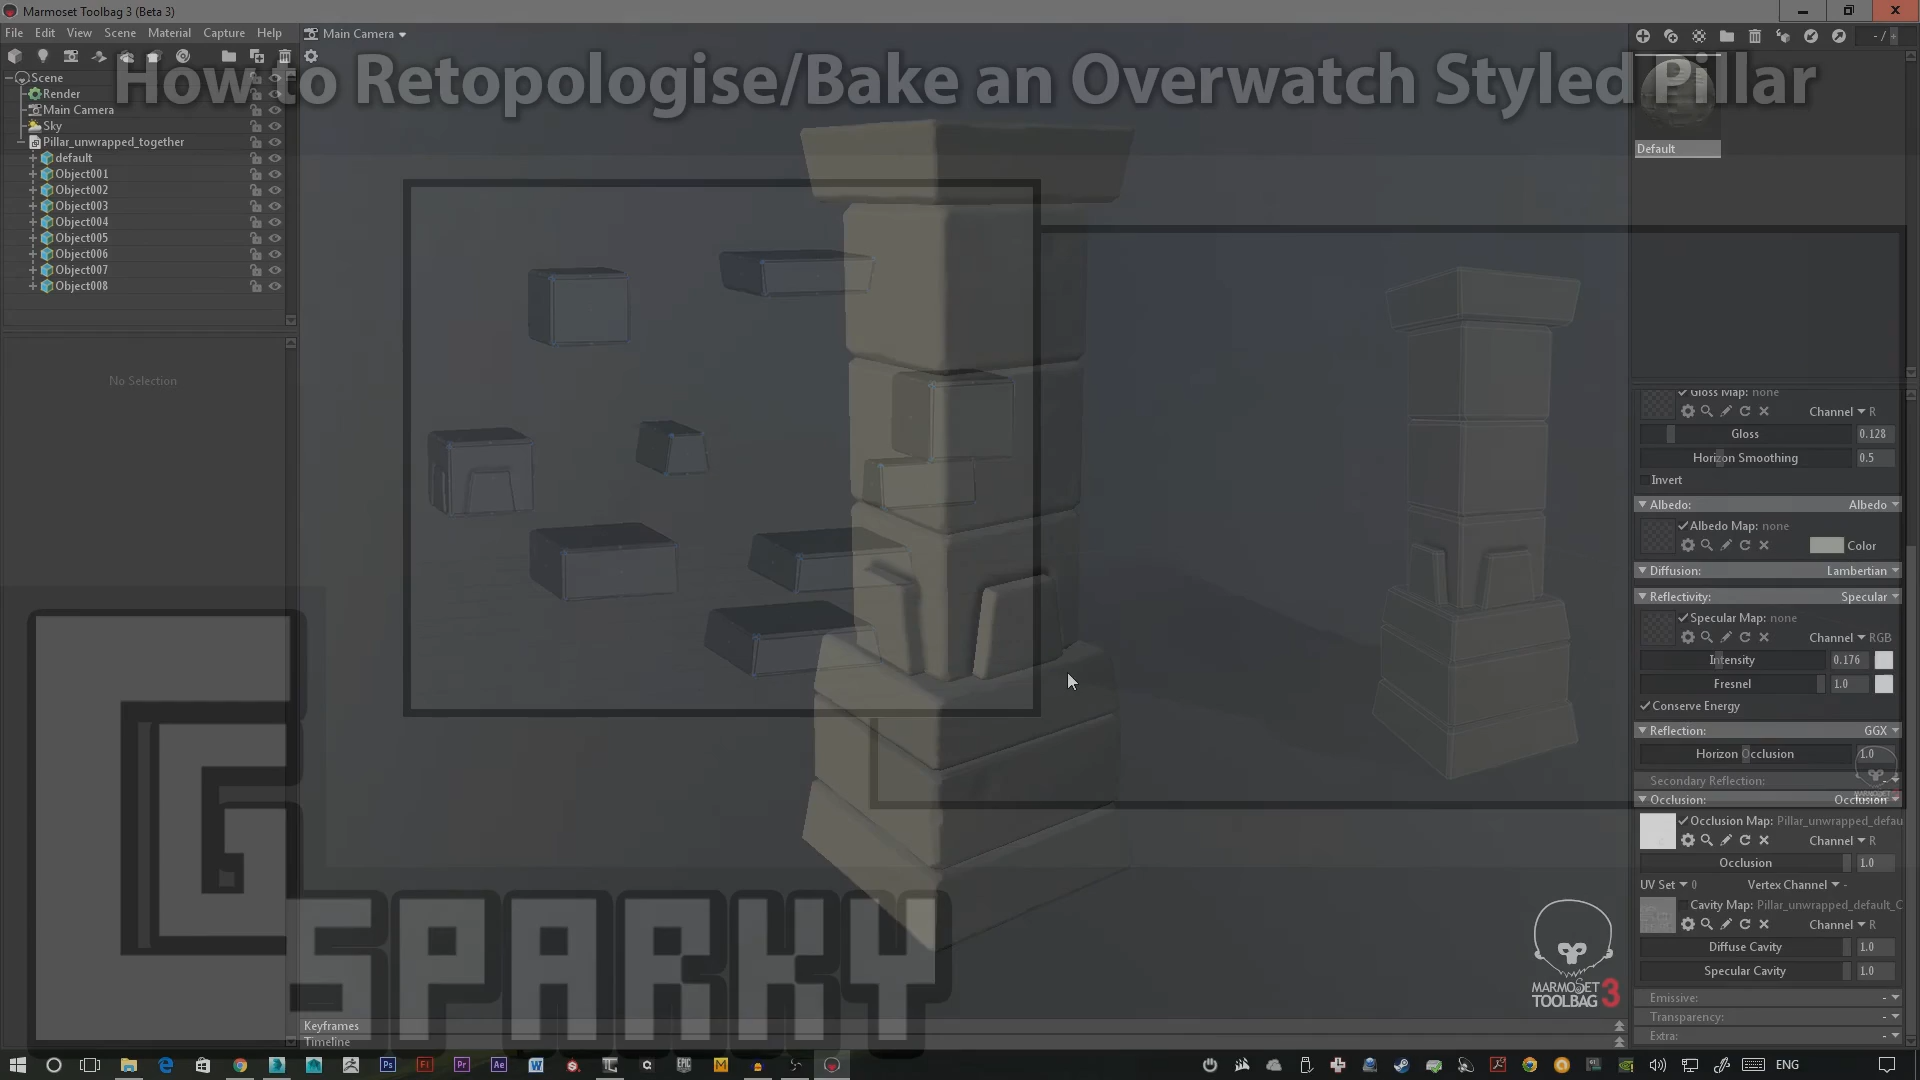 Marmoset Toolbag 3 (Beta 3)
File Edit View Scene Material Capture Help
Main Camera
How to Retopologise/Bake an Overwatch Styled Pillar
Scene
Render
Main Camera
Sky
Pillar_unwrapped_together
default
Object001
Object002
Object003
Object004
Object005
Object006
Object007
Object008
No Selection
Default
Gloss Map: none
Channel R
Gloss 0.128
Horizon Smoothing 0.5
Invert
Albedo: Albedo
Albedo Map: none
Color
Diffusion: Lambertian
Reflectivity: Specular
Specular Map: none
Channel RGB
Intensity 0.176
Fresnel 1.0
Conserve Energy
Reflection: GGX
Horizon Occlusion 1.0
Secondary Reflection: -
Occlusion: Occlusion
Occlusion Map: Pillar_unwrapped_defau
Channel R
Occlusion 1.0
UV Set 0 Vertex Channel -
Cavity Map: Pillar_unwrapped_default_C
Channel R
Diffuse Cavity 1.0
Specular Cavity 1.0
Emissive: -
Transparency: -
Extra: -
G SPARKY
MARMOSET
TOOLBAG 3
Keyframes
Timeline
ENG